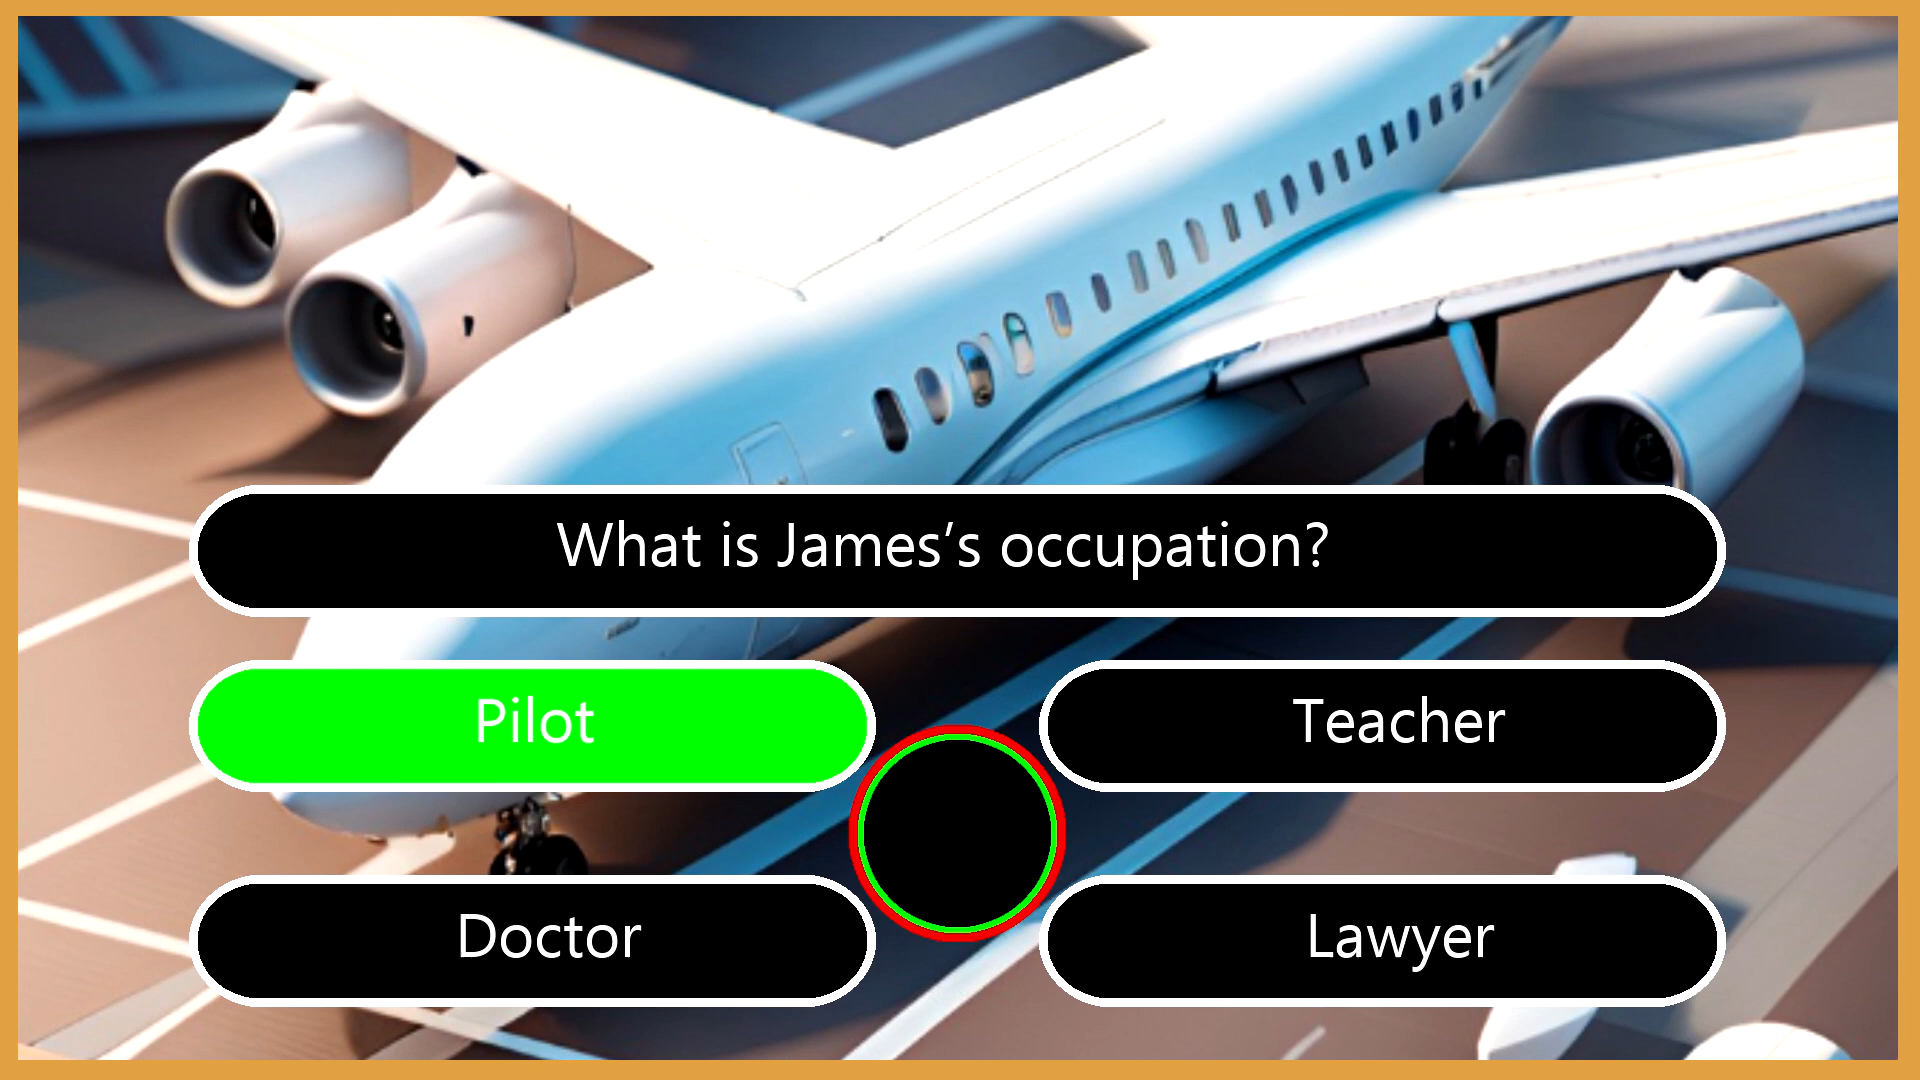 What is James’s occupation?
Pilot
Teacher
Doctor
Lawyer